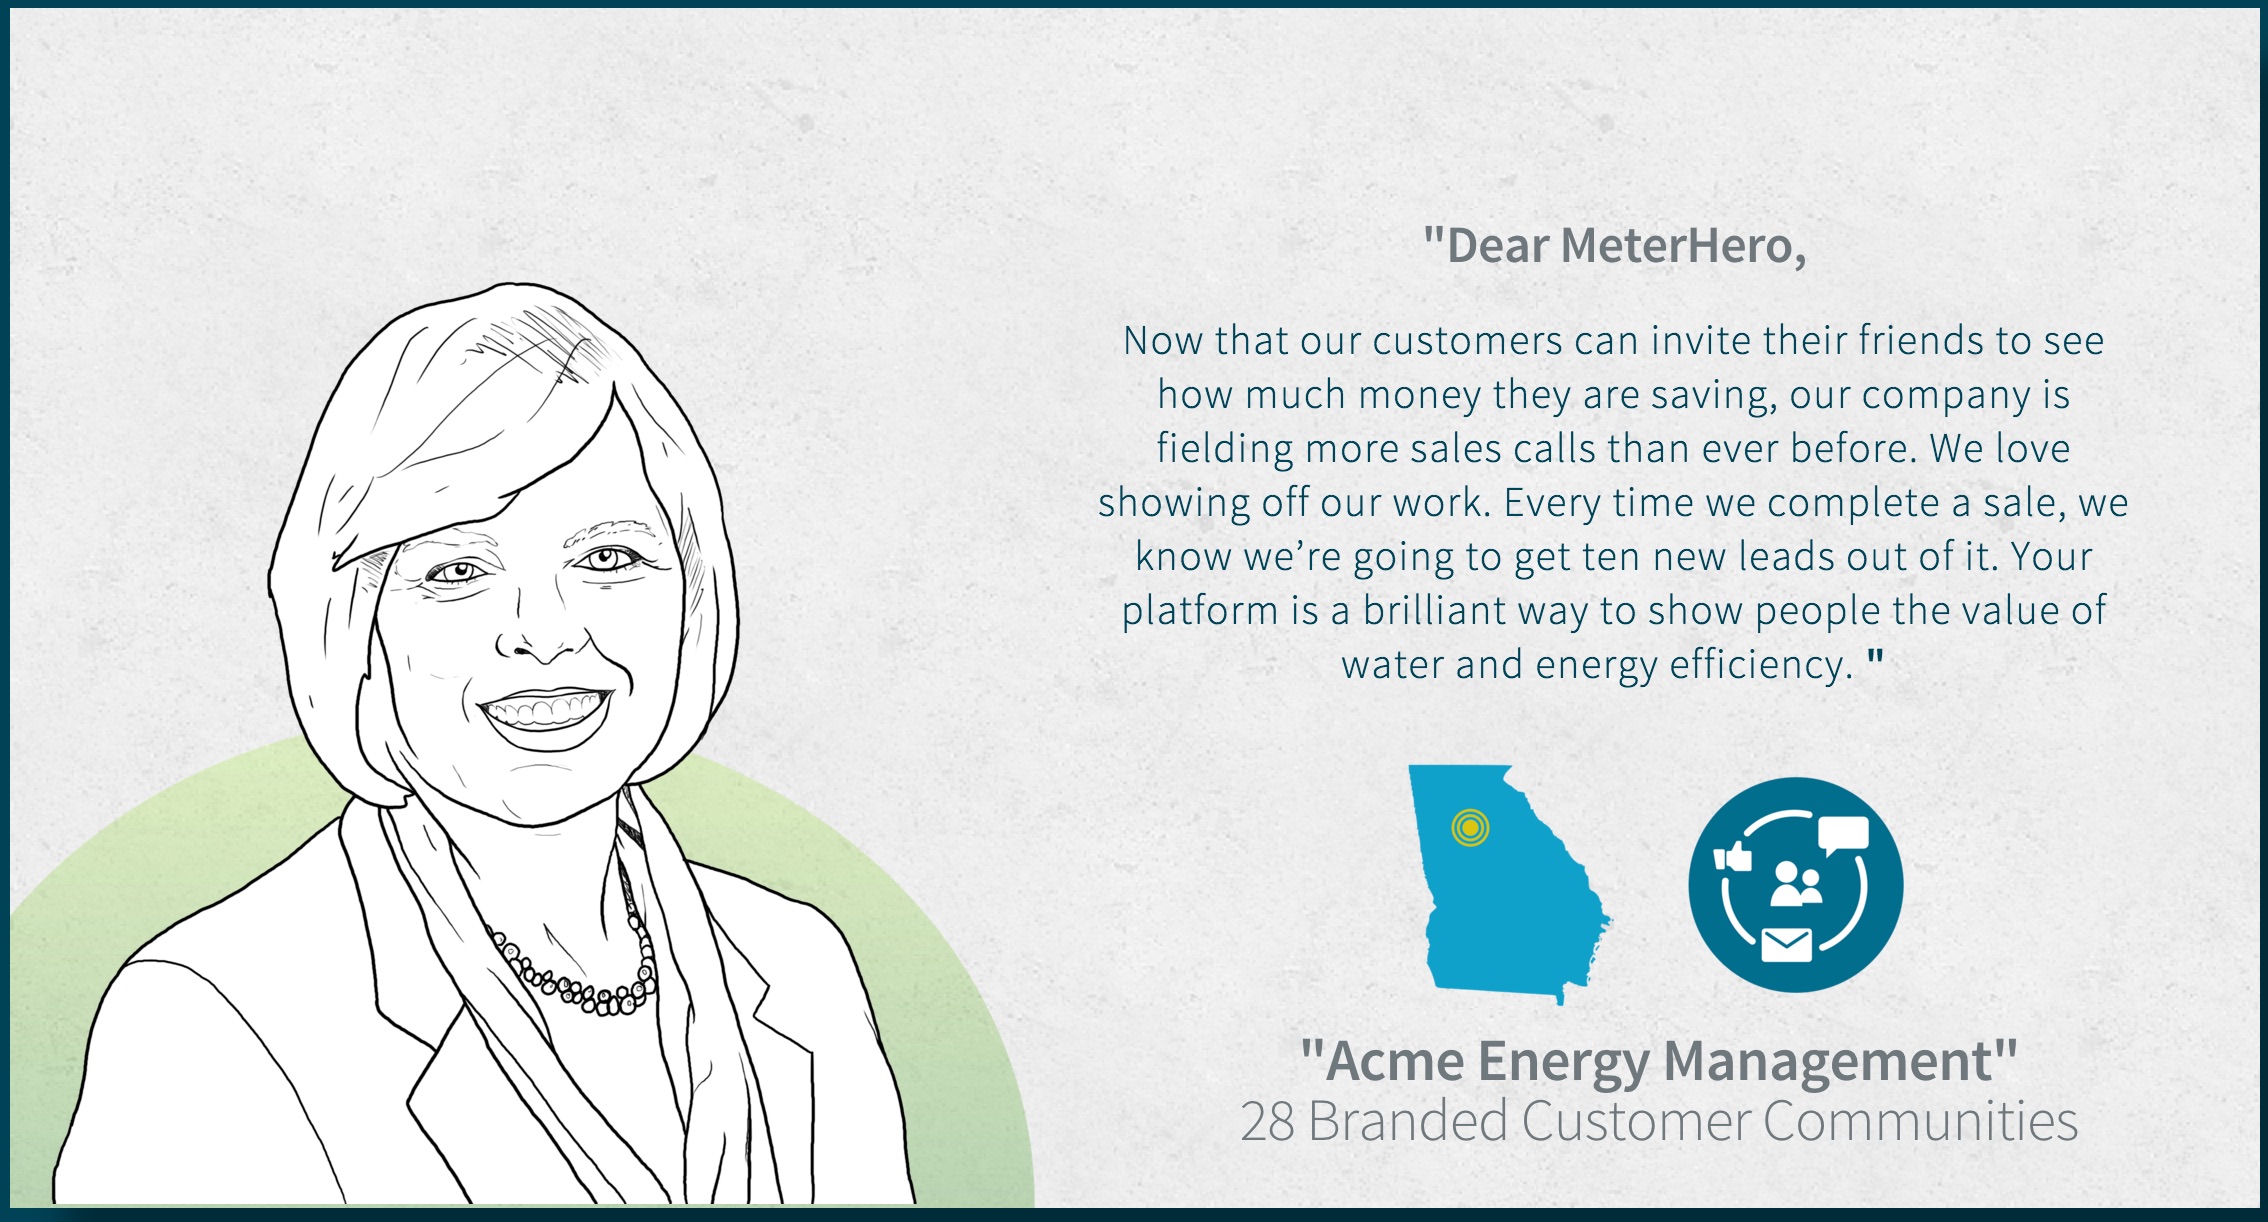 "Dear MeterHero,
Now that our customers can invite their friends to see
how much money they are saving, our company is
fielding more sales calls than ever before. We love
showing off our work. Every time we complete a sale, we
know we’re going to get ten new leads out of it. Your
platform is a brilliant way to show people the value of
water and energy efficiency. "
"Acme Energy Management"
28 Branded Customer Communities